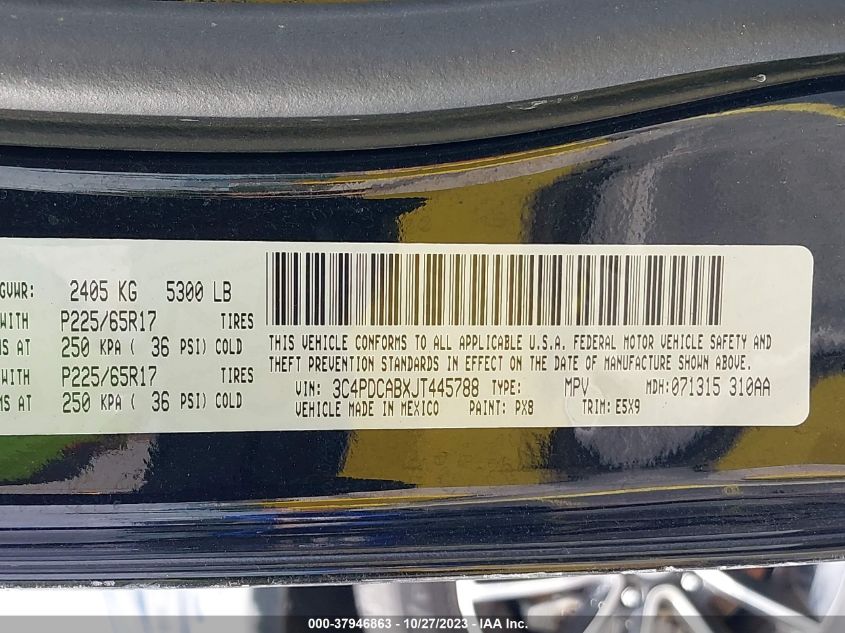 GVWR: 2405 KG 5300 LB
WITH P225/65R17 TIRES
MS AT 250 KPA ( 36 PSI) COLD
P225/65R17 TIRES
MS AT 250 KPA ( 36 PSI) COLD
THIS VEHICLE CONFORMS TO ALL APPLICABLE U.S.A. FEDERAL MOTOR VEHICLE SAFETY AND
THEFT PREVENTION STANDARDS IN EFFECT ON THE DATE OF MANUFACTURE SHOWN ABOVE.
VIN: 3C4PDCABXJT445788 TYPE: MPV MDH: 071315 310AA
VEHICLE MADE IN MEXICO PAINT: PX8 TRIM: E5X9
000-37946863 - 10/27/2023 - IAA Inc.